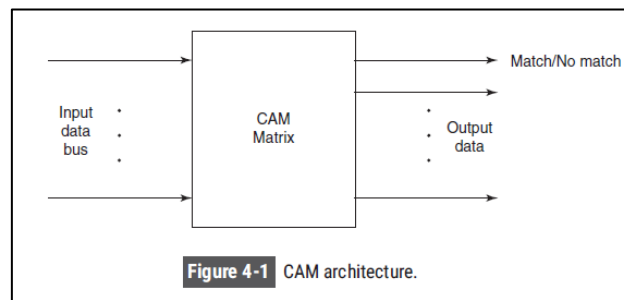 Match/No match
Input
data
bus
CAM
Matrix
Output
data
Figure 4-1 CAM architecture.